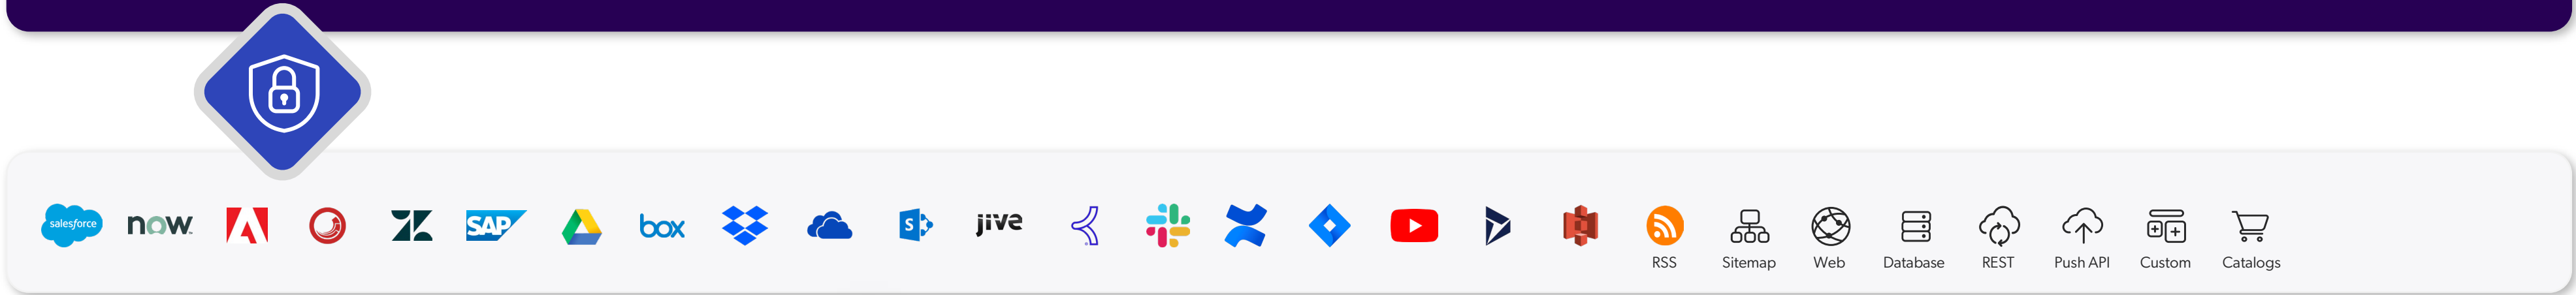 salesforce
now
SAP
box
S
jive
RSS
Sitemap
Web
Database
REST
Push API
Custom
Catalogs